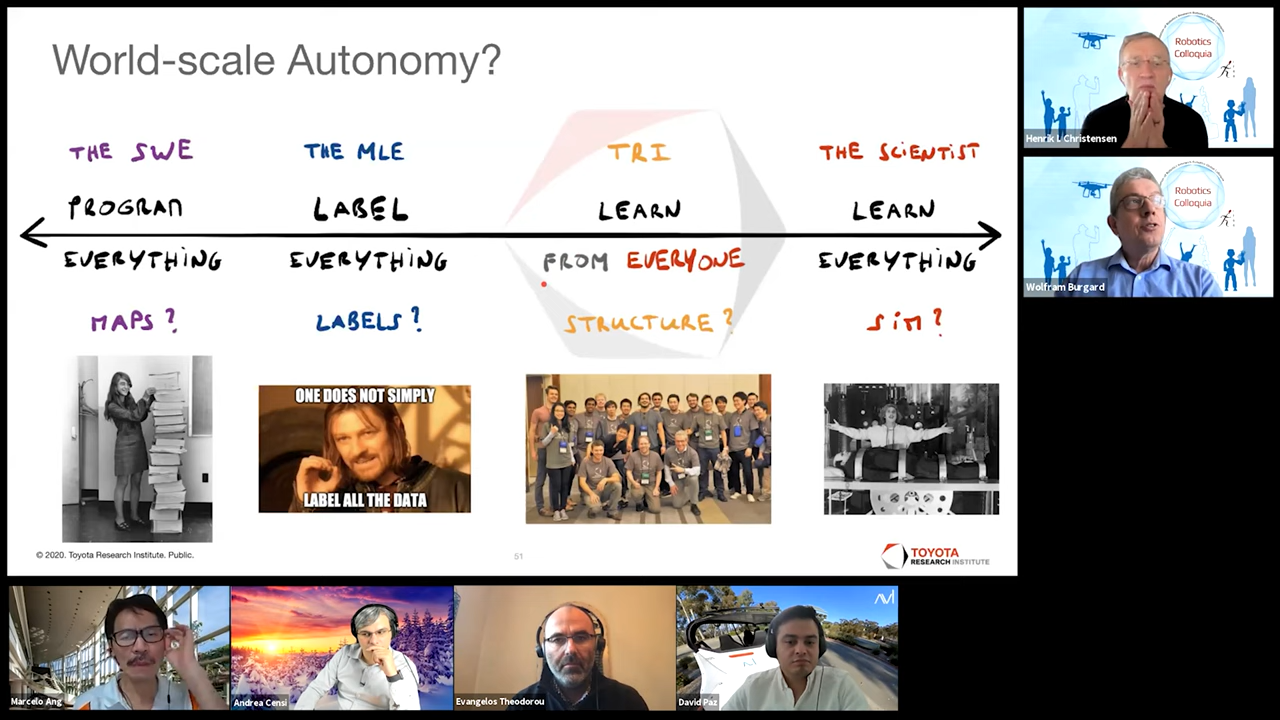 World-scale Autonomy?
THE SWE
THE MLE
TRI
THE SCIENTIST
PROGRAM
LABEL
LEARN
LEARN
EVERYTHING
EVERYTHING
FROM EVERYONE
EVERYTHING
MAPS?
LABELS?
STRUCTURE?
SIM?
ONE DOES NOT SIMPLY
LABEL ALL THE DATA
© 2020. Toyota Research Institute. Public.
51
TOYOTA
RESEARCH INSTITUTE
Robotics
Colloquia
Henrik I. Christensen
Robotics
Colloquia
Wolfram Burgard
Marcelo Ang
Andrea Censi
Evangelos Theodorou
David Paz